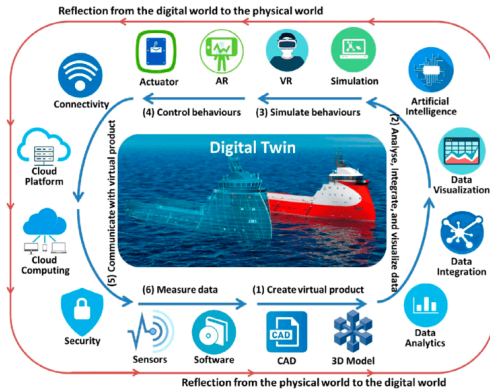 Reflection from the digital world to the physical world
Actuator
AR
VR
Simulation
Connectivity
Artificial
Intelligence
(4) Control behaviours
(3) Simulate behaviours
(2) Analyse, Integrate, and visualize data
Digital Twin
Cloud
Platform
Data
Visualization
(5) Communicate with virtual product
Cloud
Computing
Data
Integration
(6) Measure data
(1) Create virtual product
Security
Sensors
Software
CAD
CAD
3D Model
Data
Analytics
Reflection from the physical world to the digital world